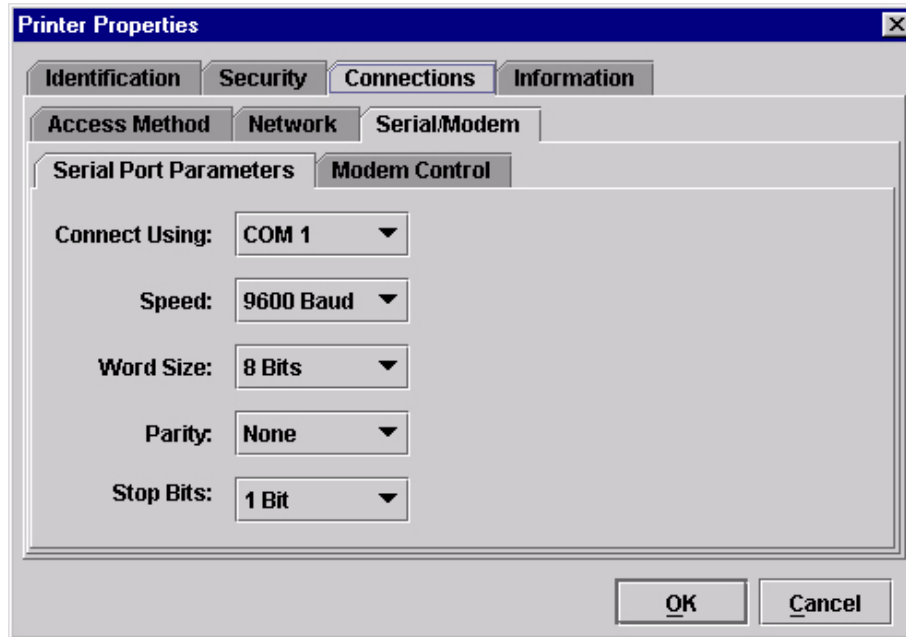 Printer Properties
Identification Security Connections Information
Access Method Network Serial/Modem
Serial Port Parameters Modem Control
Connect Using: COM 1
Speed: 9600 Baud
Word Size: 8 Bits
Parity: None
Stop Bits: 1 Bit
OK Cancel